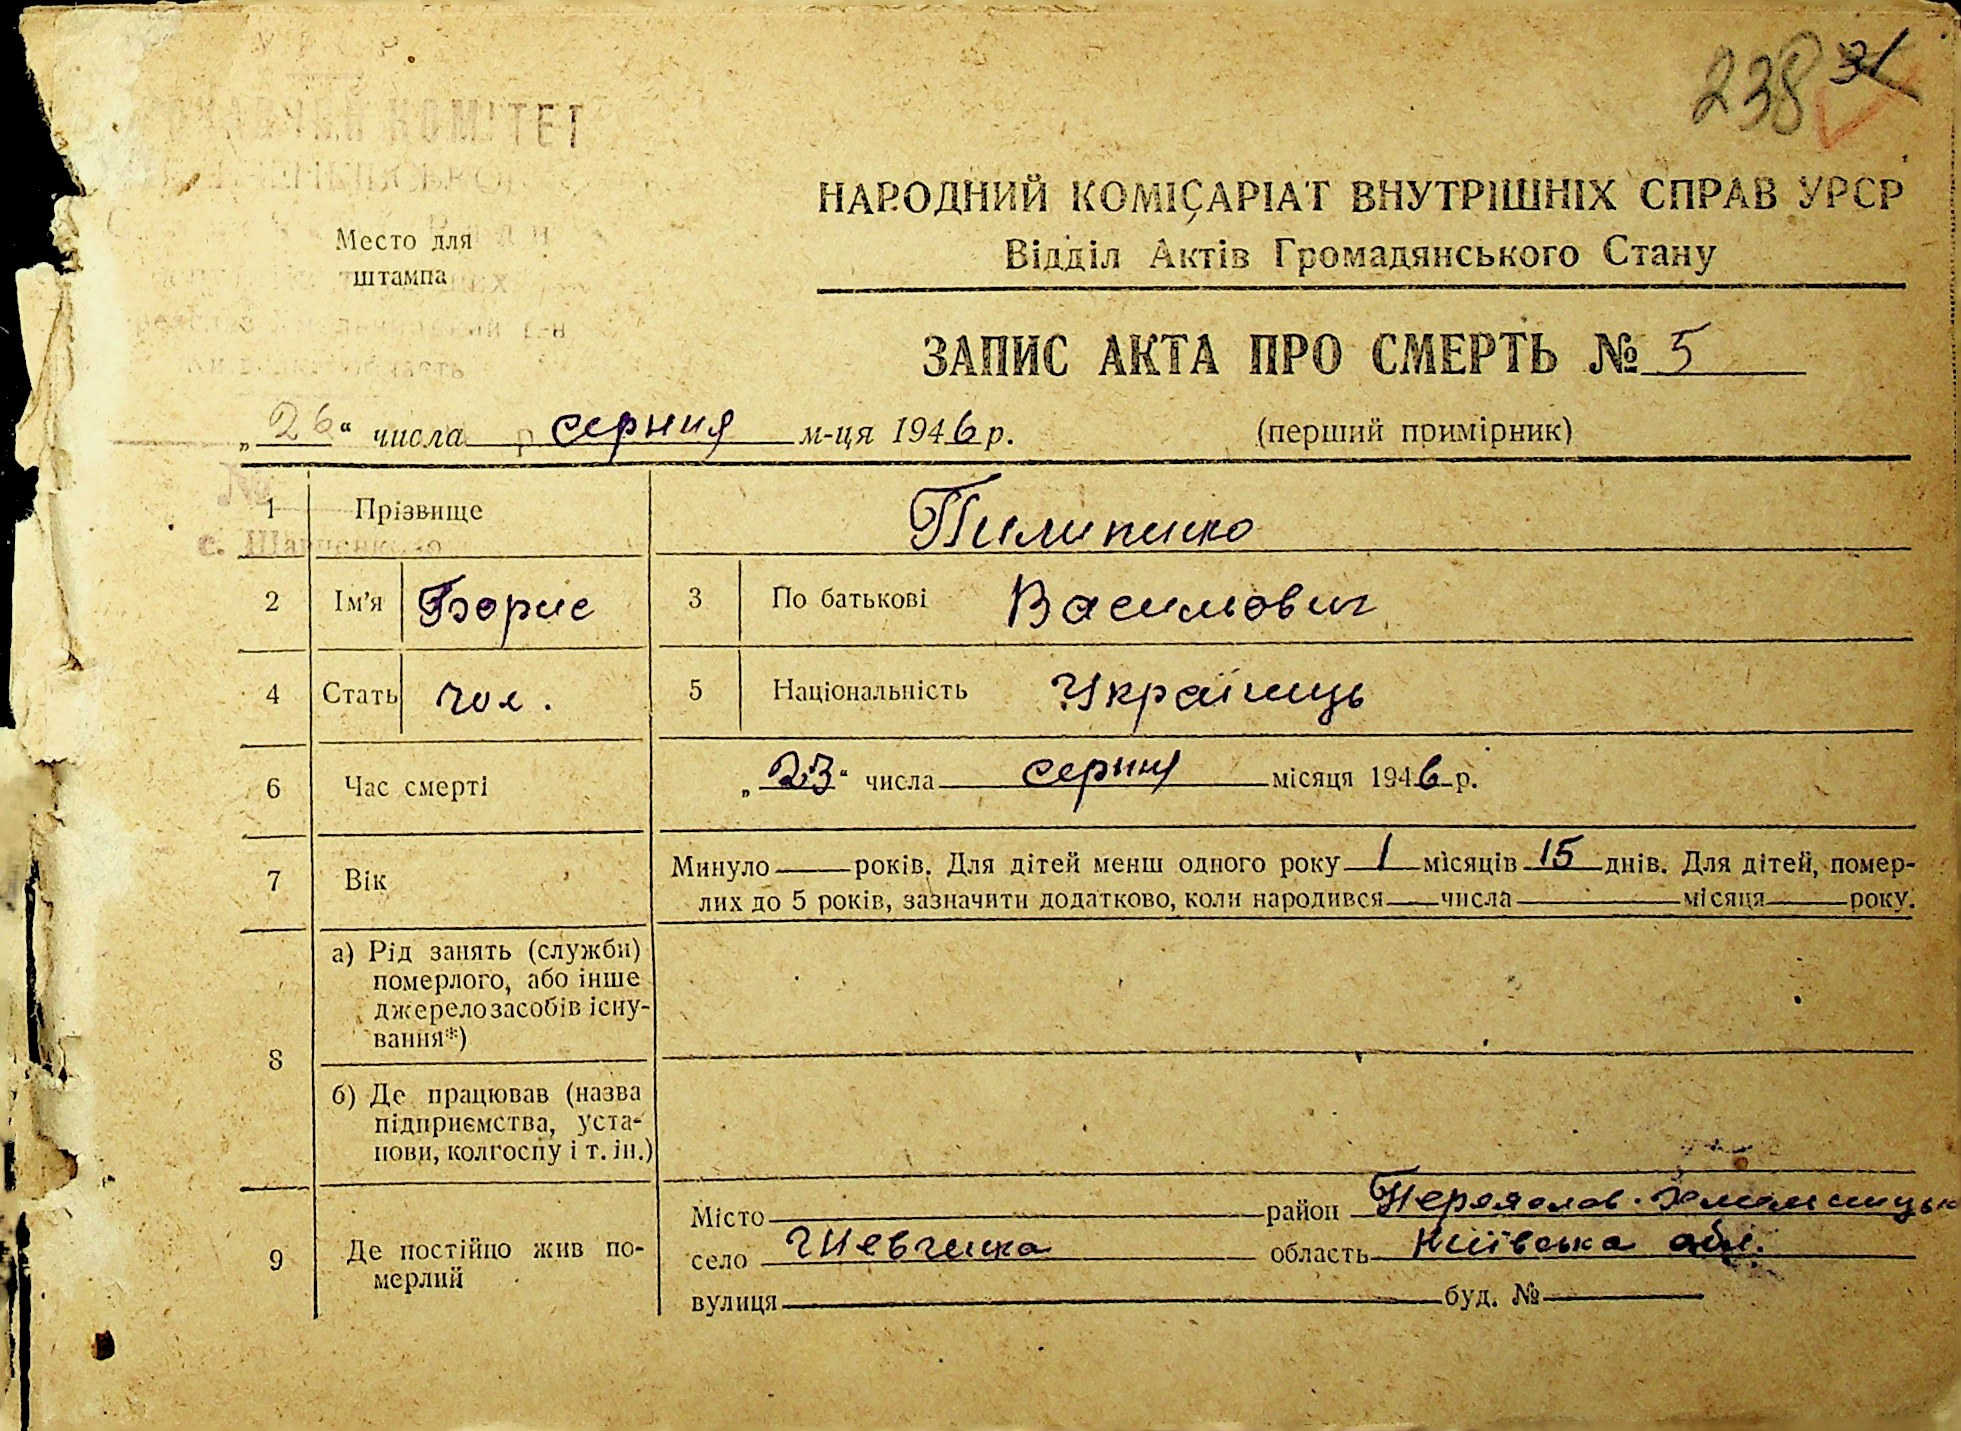 238
КОМІТЕТ
НАРОДНИЙ КОМІСАРІАТ ВНУТРІШНІХ СПРАВ УРСР
Место для
штампа
Відділ Актів Громадянського Стану
ЗАПИС АКТА ПРО СМЕРТЬ № 5
„26“ числа серпня м-ця 1946 р.
(перший примірник)
1 Прізвище Пилипенко
2 Ім'я Борис 3 По батькові Васильович
4 Стать чол. 5 Національність Українець
6 Час смерті „23“ числа серпня місяця 1946 р.
7 Вік Минуло років. Для дітей менш одного року 1 місяців 15 днів. Для дітей, помер-
лих до 5 років, зазначити додатково, коли народився числа місяця року.
8 а) Рід занять (служби)
померлого, або інше
джерело засобів існу-
вання*)
б) Де працював (назва
підприємства, уста-
нови, колгоспу і т. ін.)
9 Де постійно жив по-
мерлий
Місто район Переяслав-Хмельницьк
село Шевченка область Київська обл.
вулиця буд. №